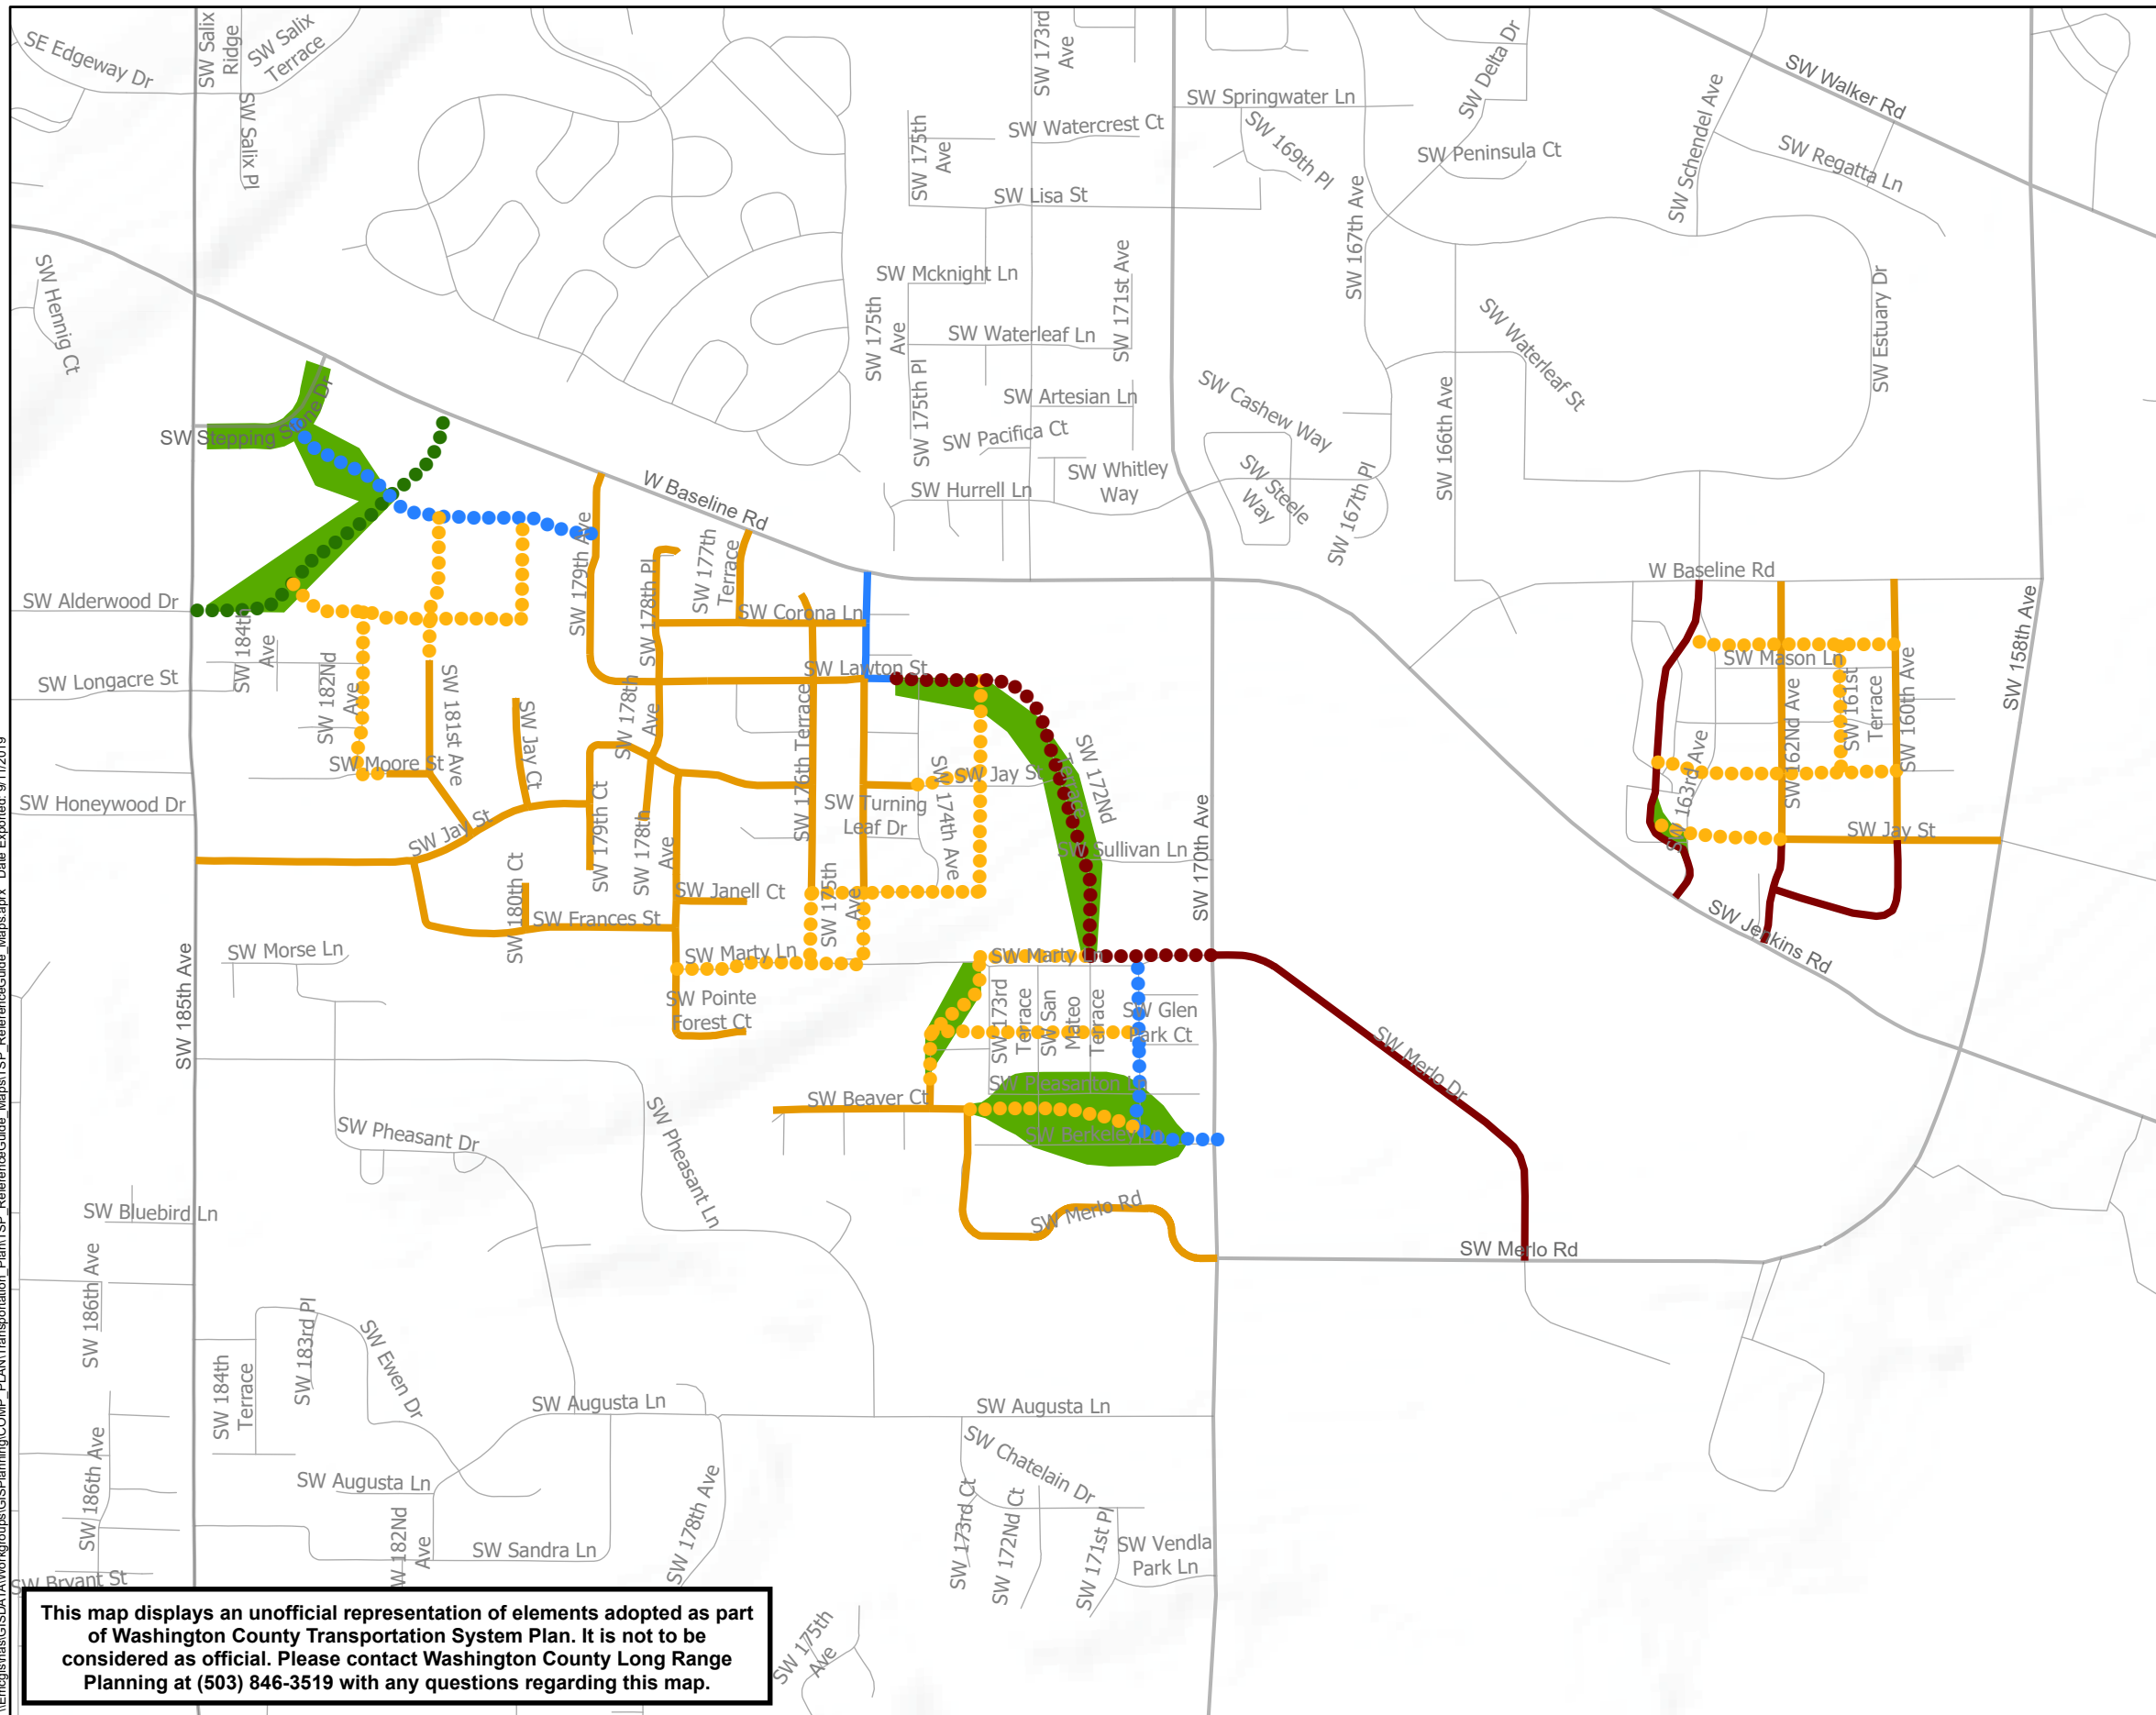 SE Edgeway Dr
SW Salix
Ridge
SW Salix
Terrace
SW Salix Pl
SW 173rd
Ave
SW Delta Dr
SW Walker Rd
SW Springwater Ln
SW Watercrest Ct
SW 175th
Ave
SW 169th Pl
SW Peninsula Ct
SW Schendel Ave
SW Regatta Ln
SW Lisa St
SW 167th Ave
SW Hennig Ct
SW Mcknight Ln
SW 171st Ave
SW Estuary Dr
SW 175th
Ave
SW Waterleaf Ln
SW Waterleaf St
SW 175th Pl
SW Artesian Ln
SW Cashew Way
SW 166th Ave
SW Stepping Stone Dr
SW Pacifica Ct
SW Whitley
Way
SW Steele
Way
SW 167th Pl
SW Hurrell Ln
W Baseline Rd
SW 179th Ave
SW 178th Pl
SW 177th
Terrace
W Baseline Rd
SW Alderwood Dr
SW Corona Ln
SW 184th
Ave
SW 158th Ave
SW Longacre St
SW 182Nd
Ave
SW Lawton St
SW Mason Ln
SW 161st
Terrace
SW 160th Ave
SW 181st Ave
SW Jay Ct
SW 178th
Ave
SW 176th Terrace
SW 172Nd
Terrace
SW 162Nd Ave
SW 163rd Ave
SW Moore St
SW Jay St
SW 174th Ave
SW Honeywood Dr
SW Jay St
SW 179th Ct
SW 178th
Ave
SW Turning
Leaf Dr
SW Sullivan Ln
SW 170th Ave
SW Jay St
SW 180th Ct
SW Janell Ct
SW 175th
Ave
SW Frances St
SW Jenkins Rd
SW Morse Ln
SW Marty Ln
SW Marty Ln
SW 185th Ave
SW Pointe
Forest Ct
SW 173rd
Terrace
SW San
Mateo
Terrace
SW Glen
Park Ct
SW Merlo Dr
SW Pleasanton Ln
SW Beaver Ct
SW Pheasant Dr
SW Pheasant Ln
SW Berkeley
SW Bluebird Ln
SW Merlo Rd
SW Merlo Rd
SW 186th Ave
SW 183rd Pl
SW Ewen Dr
SW 184th
Terrace
SW Augusta Ln
SW Augusta Ln
SW 186th Ave
SW Augusta Ln
SW 178th Ave
SW Chatelain Dr
SW 173rd Ct
SW 172Nd Ct
SW 171st Pl
SW Vendla
Park Ln
SW Sandra Ln
W 182Nd
Ave
SW Bryant St
SW 175th
Ave
This map displays an unofficial representation of elements adopted as part
of Washington County Transportation System Plan. It is not to be
considered as official. Please contact Washington County Long Range
Planning at (503) 846-3519 with any questions regarding this map.